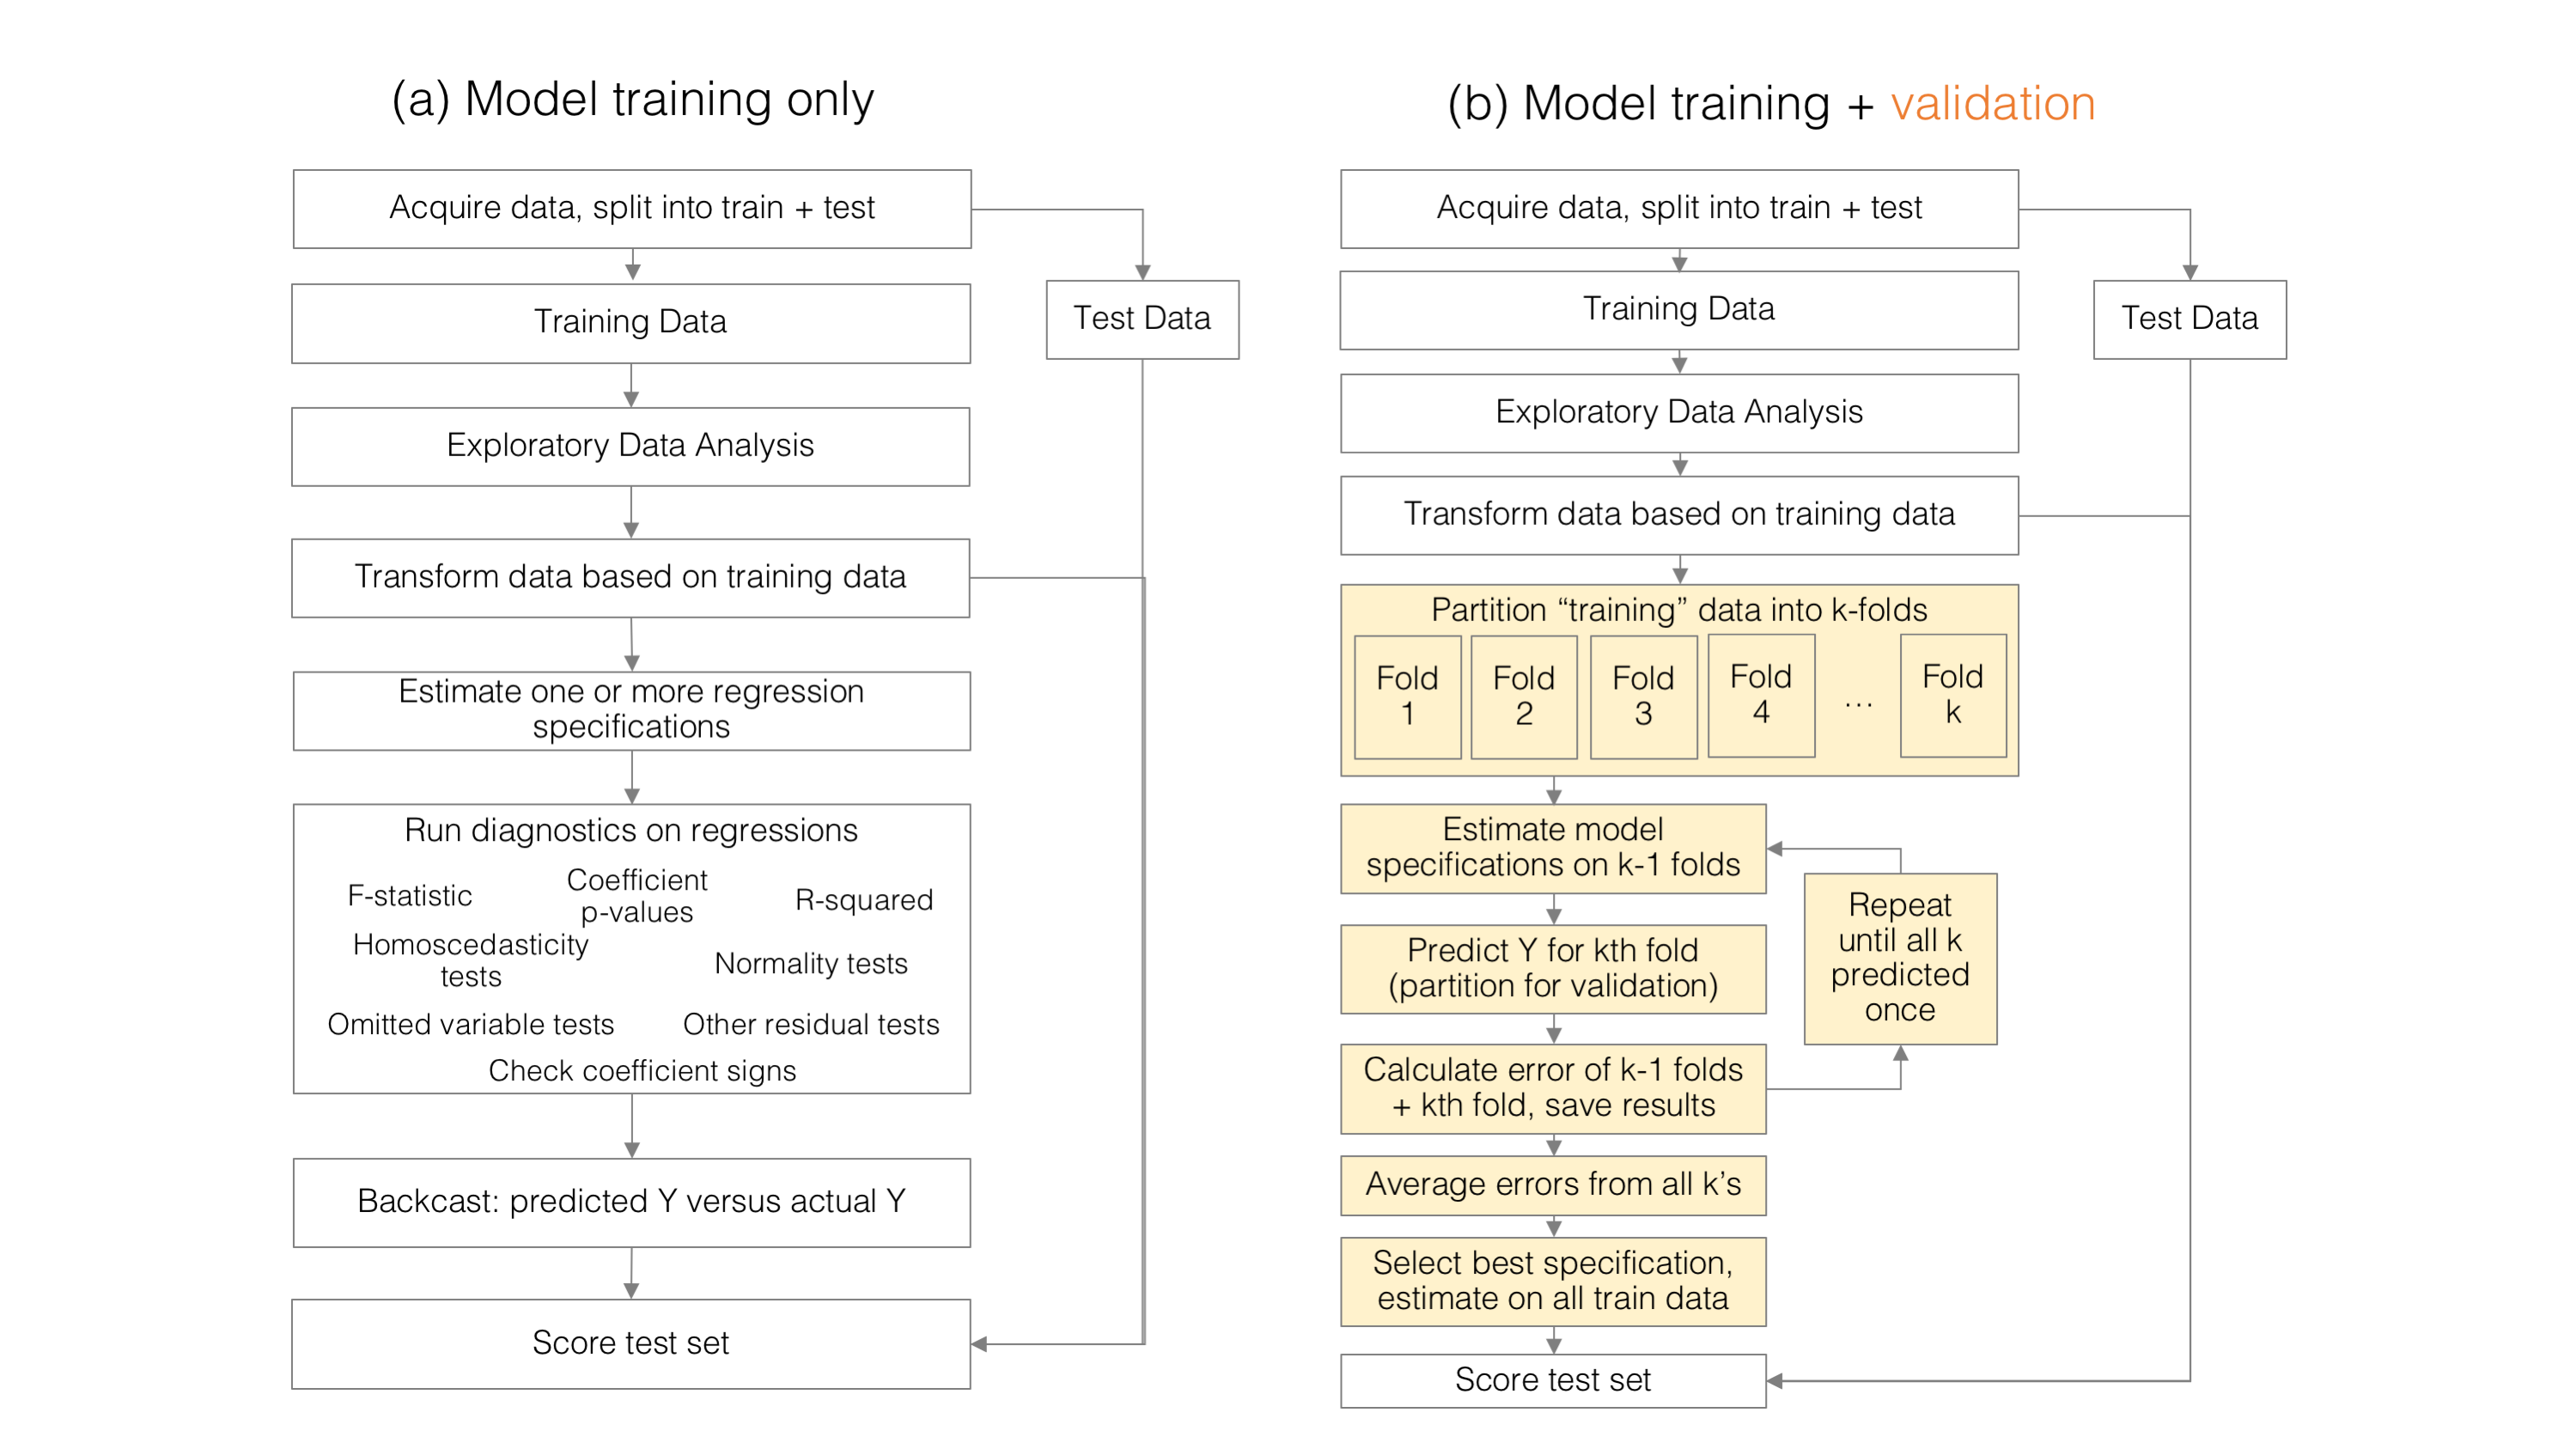 (a) Model training only
Acquire data, split into train + test
Training Data
Test Data
Exploratory Data Analysis
Transform data based on training data
Estimate one or more regression
specifications
Run diagnostics on regressions
F-statistic
Coefficient
p-values
R-squared
Homoscedasticity
tests
Normality tests
Omitted variable tests
Other residual tests
Check coefficient signs
Backcast: predicted Y versus actual Y
Score test set
(b) Model training + validation
Acquire data, split into train + test
Training Data
Test Data
Exploratory Data Analysis
Transform data based on training data
Partition “training” data into k-folds
Fold
1
Fold
2
Fold
3
Fold
4
...
Fold
k
Estimate model
specifications on k-1 folds
Predict Y for kth fold
(partition for validation)
Calculate error of k-1 folds
+ kth fold, save results
Repeat
until all k
predicted
once
Average errors from all k’s
Select best specification,
estimate on all train data
Score test set